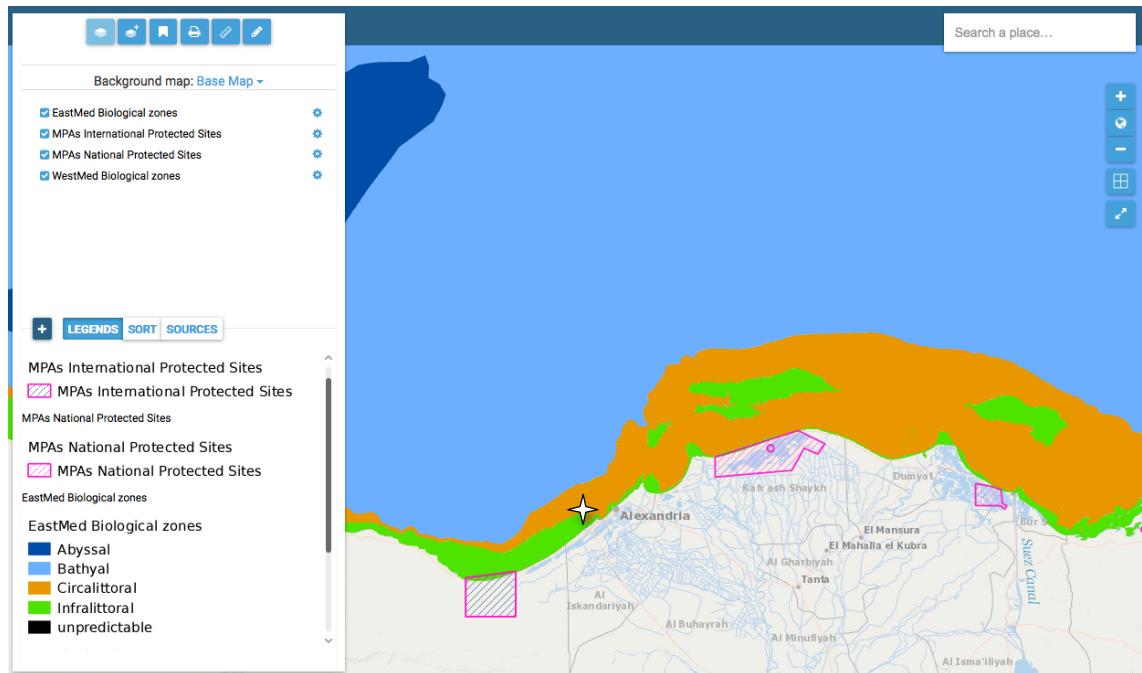 Search a place...
Background map: Base Map
EastMed Biological zones
MPAs International Protected Sites
MPAs National Protected Sites
WestMed Biological zones
LEGENDS SORT SOURCES
MPAs International Protected Sites
MPAs International Protected Sites
MPAs National Protected Sites
MPAs National Protected Sites
MPAs National Protected Sites
EastMed Biological zones
EastMed Biological zones
Abyssal
Bathyal
Circalittoral
Infralittoral
unpredictable
Dumyat
Kafr ash Shaykh
Alexandria
Bur S
El Mansura
El Mahalla el Kubra
Al Gharbiyah
Tanta
Suez Canal
Al
Iskandariyah
Al Buhayrah
Al Minufiyah
Al Isma'iliyah